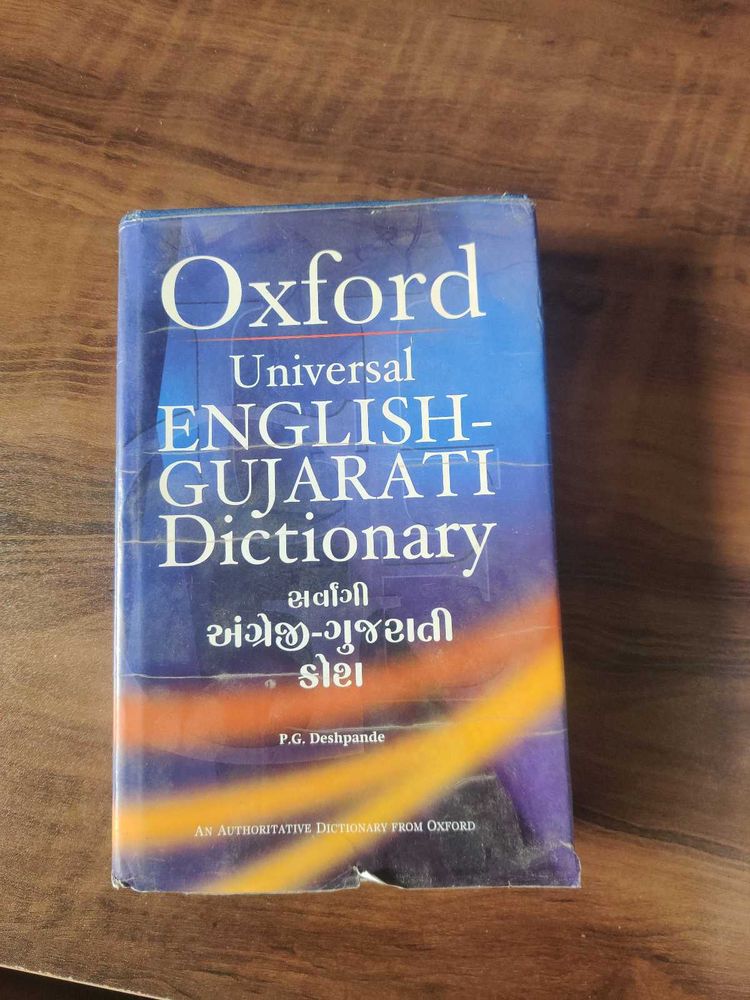 Oxford
Universal
ENGLISH-
GUJARATI
Dictionary
સર્વાંગી
અંગ્રેજી-ગુજરાતી
કોશ
P.G. Deshpande
AN AUTHORITATIVE DICTIONARY FROM OXFORD